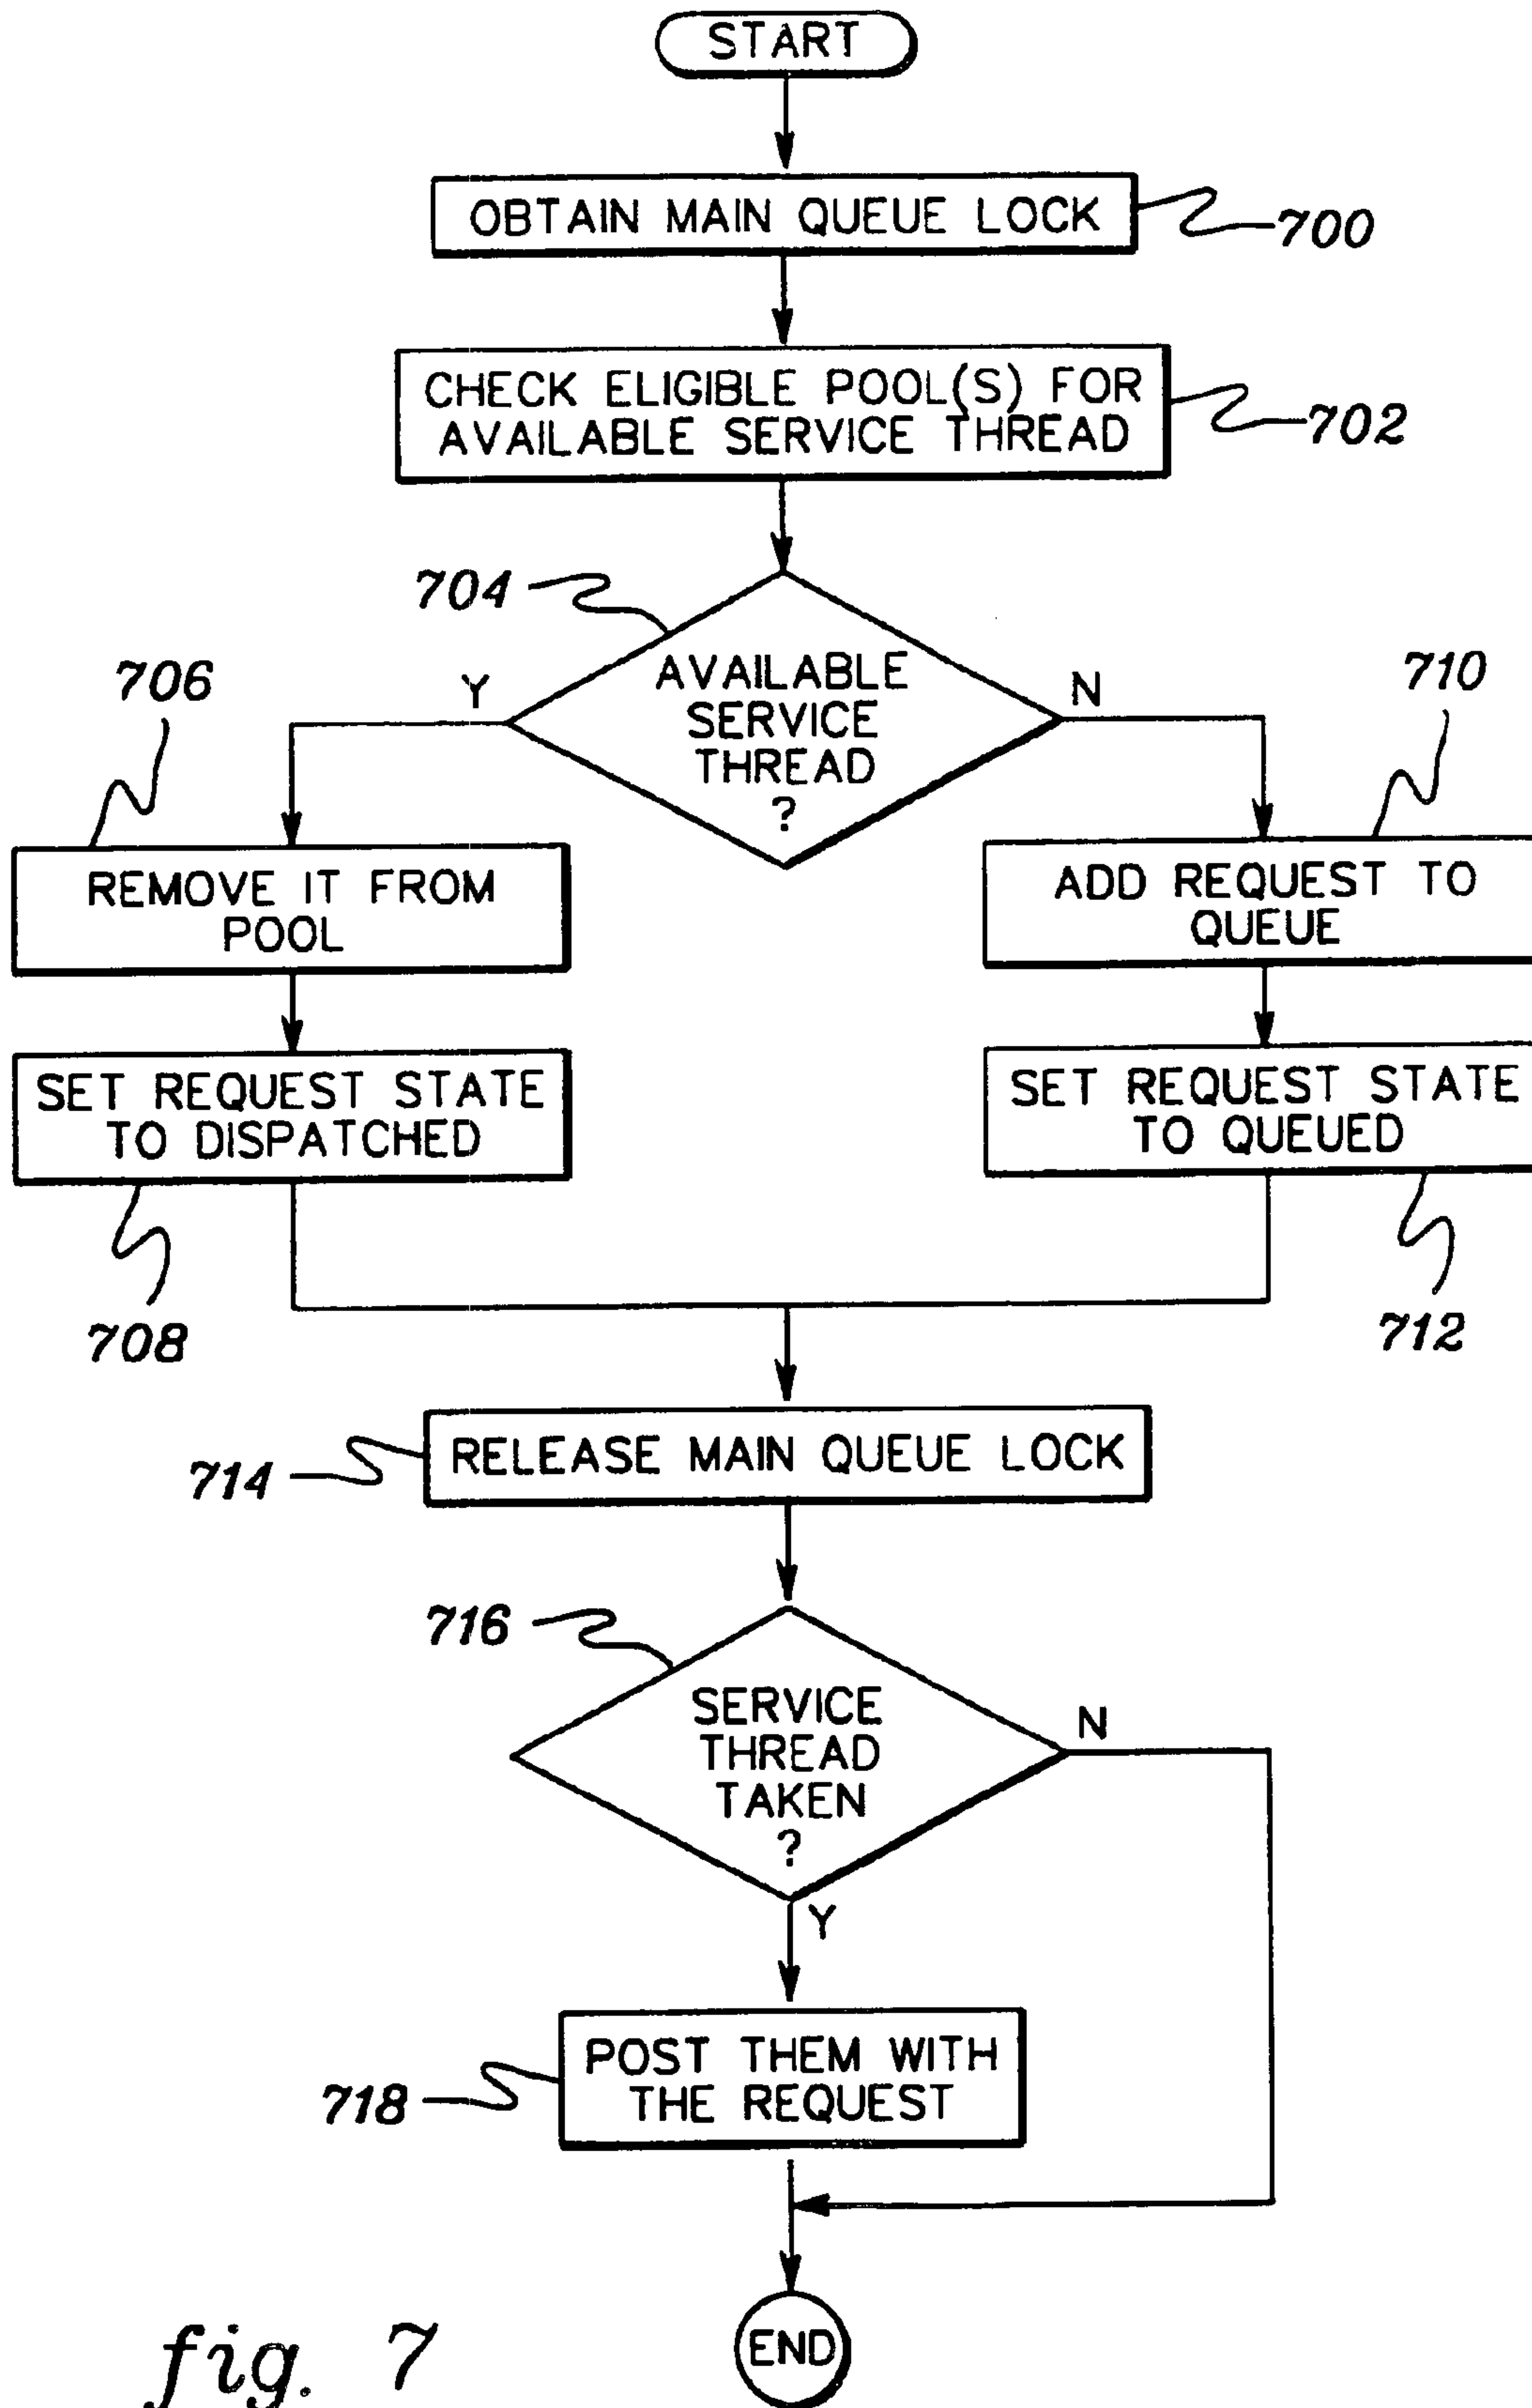 START
OBTAIN MAIN QUEUE LOCK
700
CHECK ELIGIBLE POOL(S) FOR
AVAILABLE SERVICE THREAD
702
704
AVAILABLE
SERVICE
THREAD
?
Y
N
706
REMOVE IT FROM
POOL
710
ADD REQUEST TO
QUEUE
SET REQUEST STATE
TO DISPATCHED
708
SET REQUEST STATE
TO QUEUED
712
RELEASE MAIN QUEUE LOCK
714
716
SERVICE
THREAD
TAKEN
?
N
Y
POST THEM WITH
THE REQUEST
718
END
fig. 7